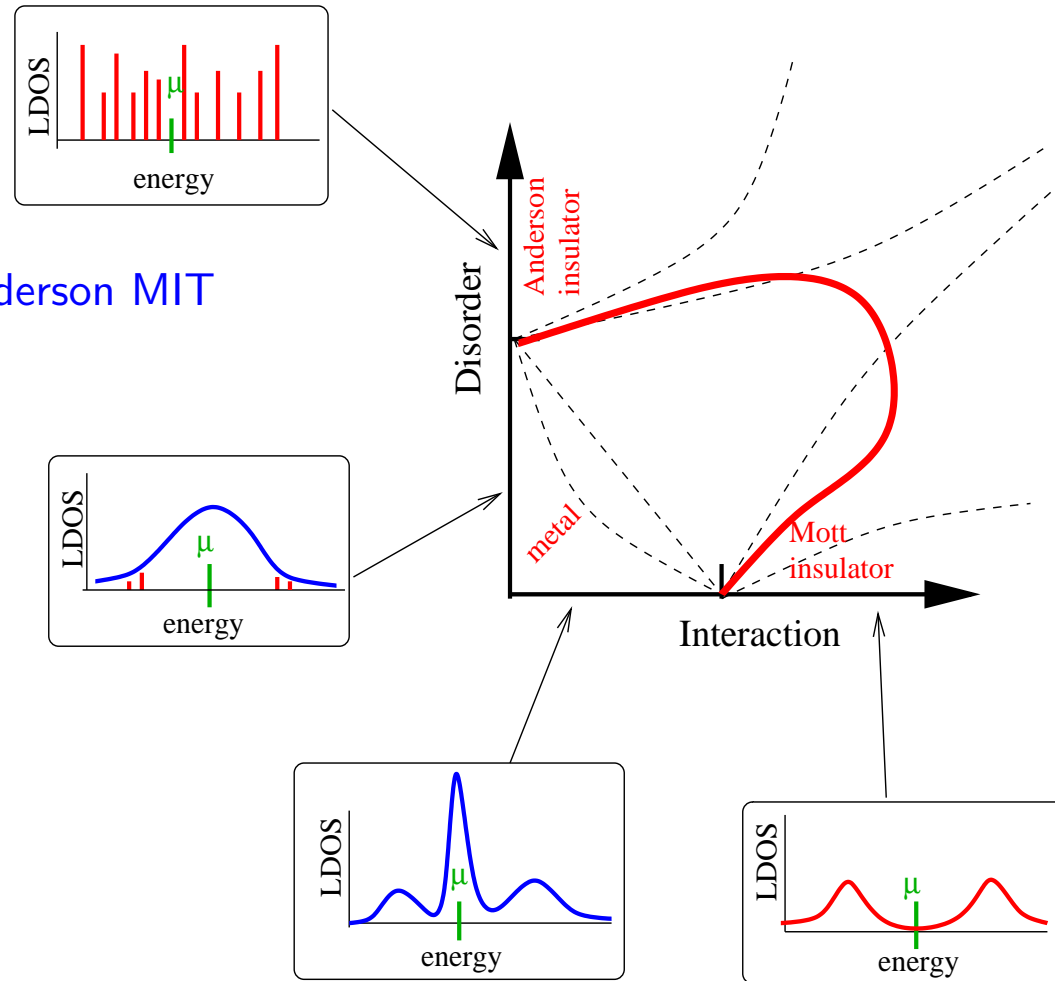 LDOS
μ
energy
derson MIT
Disorder
Anderson
insulator
metal
Mott
insulator
Interaction
LDOS
μ
energy
LDOS
μ
energy
LDOS
μ
energy